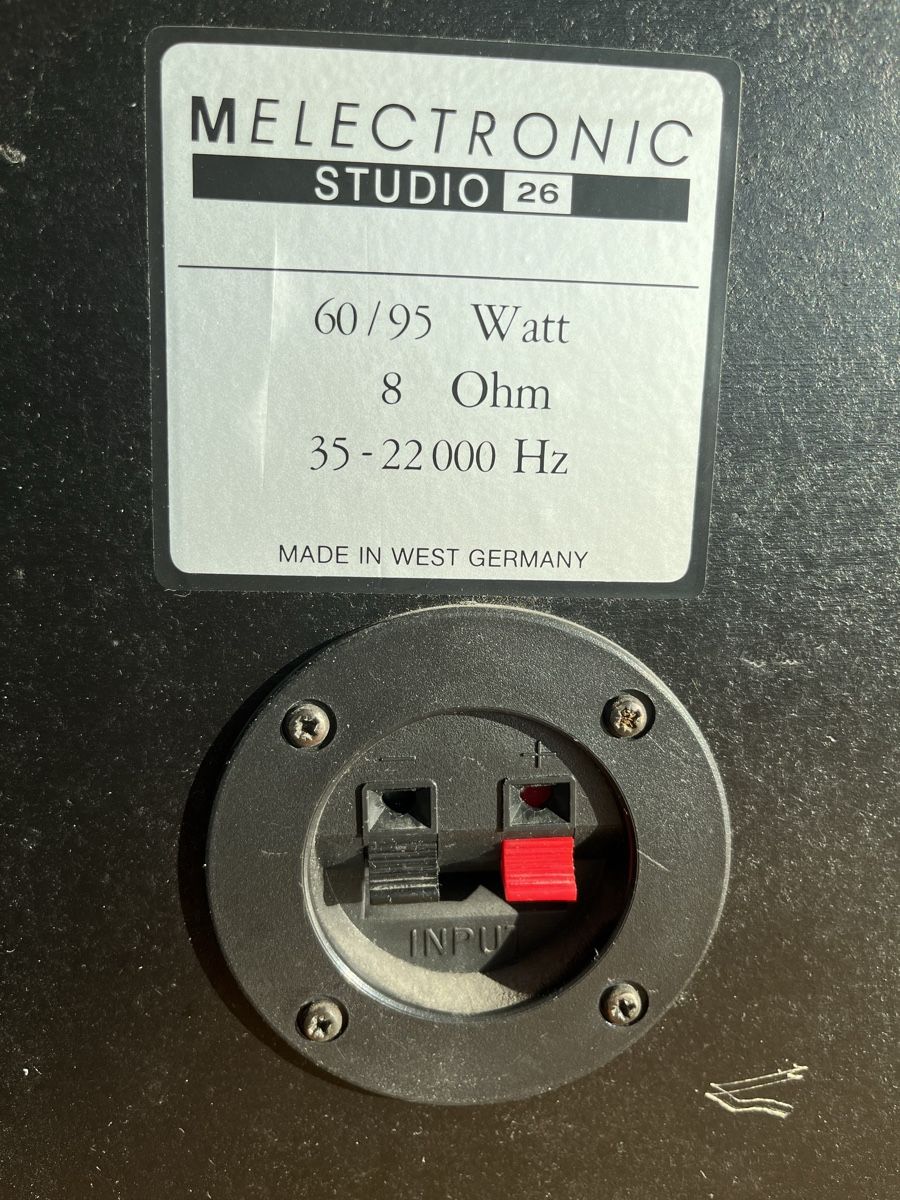 MELECTRONIC
STUDIO 26
60/95 Watt
8 Ohm
35-22000 Hz
MADE IN WEST GERMANY
- +
INPUT